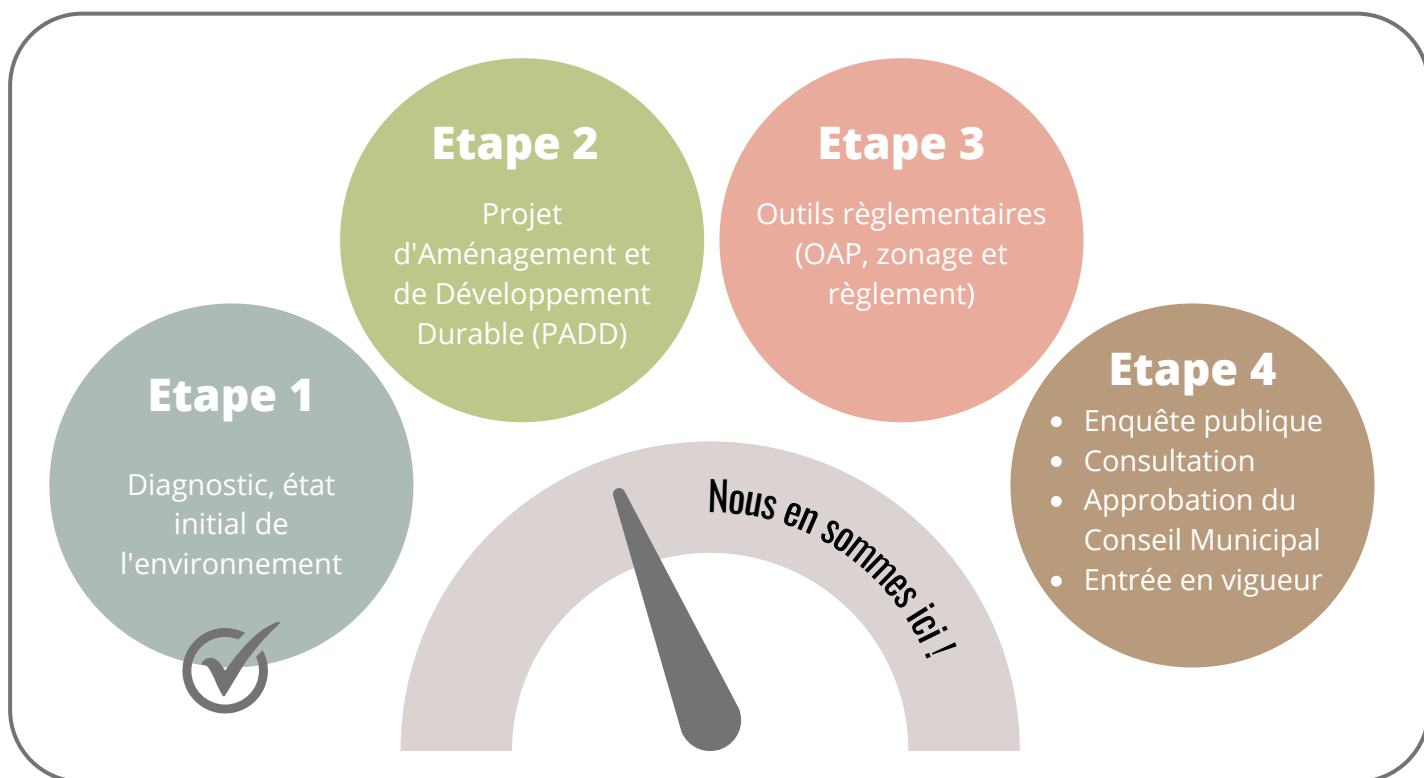 Etape 1
Diagnostic, état
initial de
l'environnement
Etape 2
Projet
d'Aménagement et
de Développement
Durable (PADD)
Etape 3
Outils règlementaires
(OAP, zonage et
règlement)
Etape 4
• Enquête publique
• Consultation
• Approbation du
Conseil Municipal
• Entrée en vigueur
Nous en sommes ici !